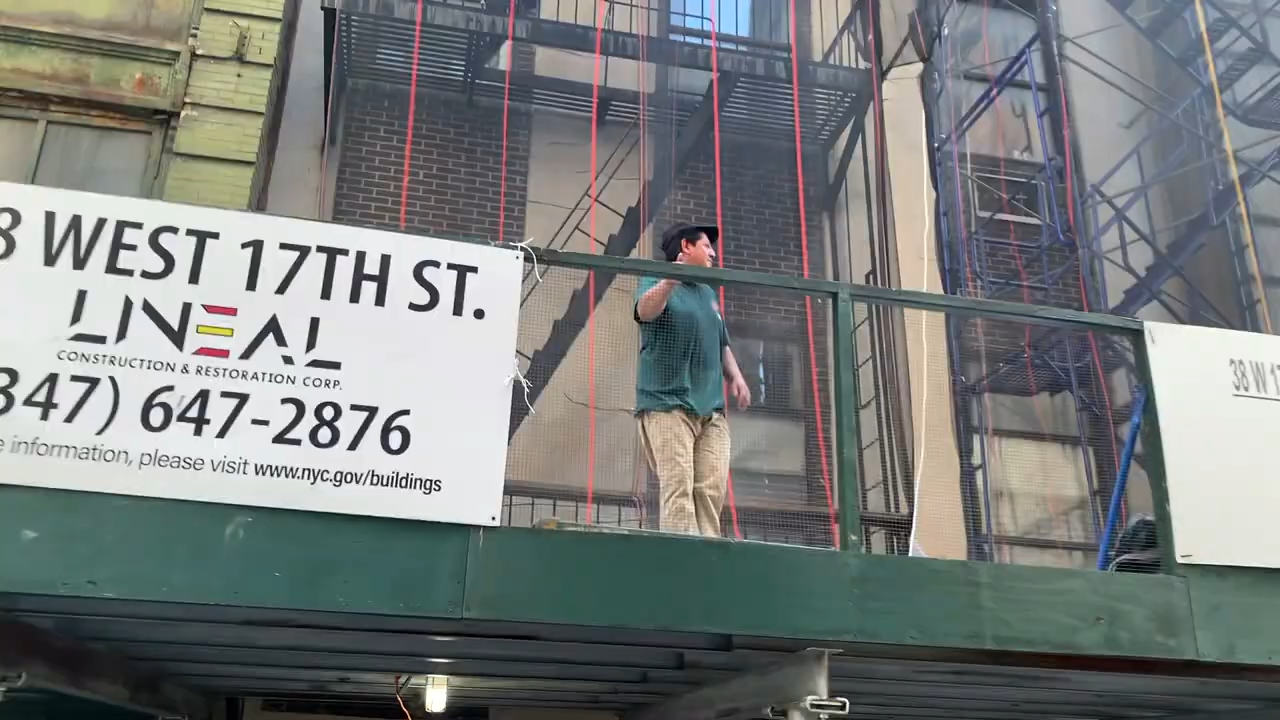 8 WEST 17TH ST.
LINEAL
CONSTRUCTION & RESTORATION CORP.
347) 647-2876
information, please visit www.nyc.gov/buildings
38 W 17